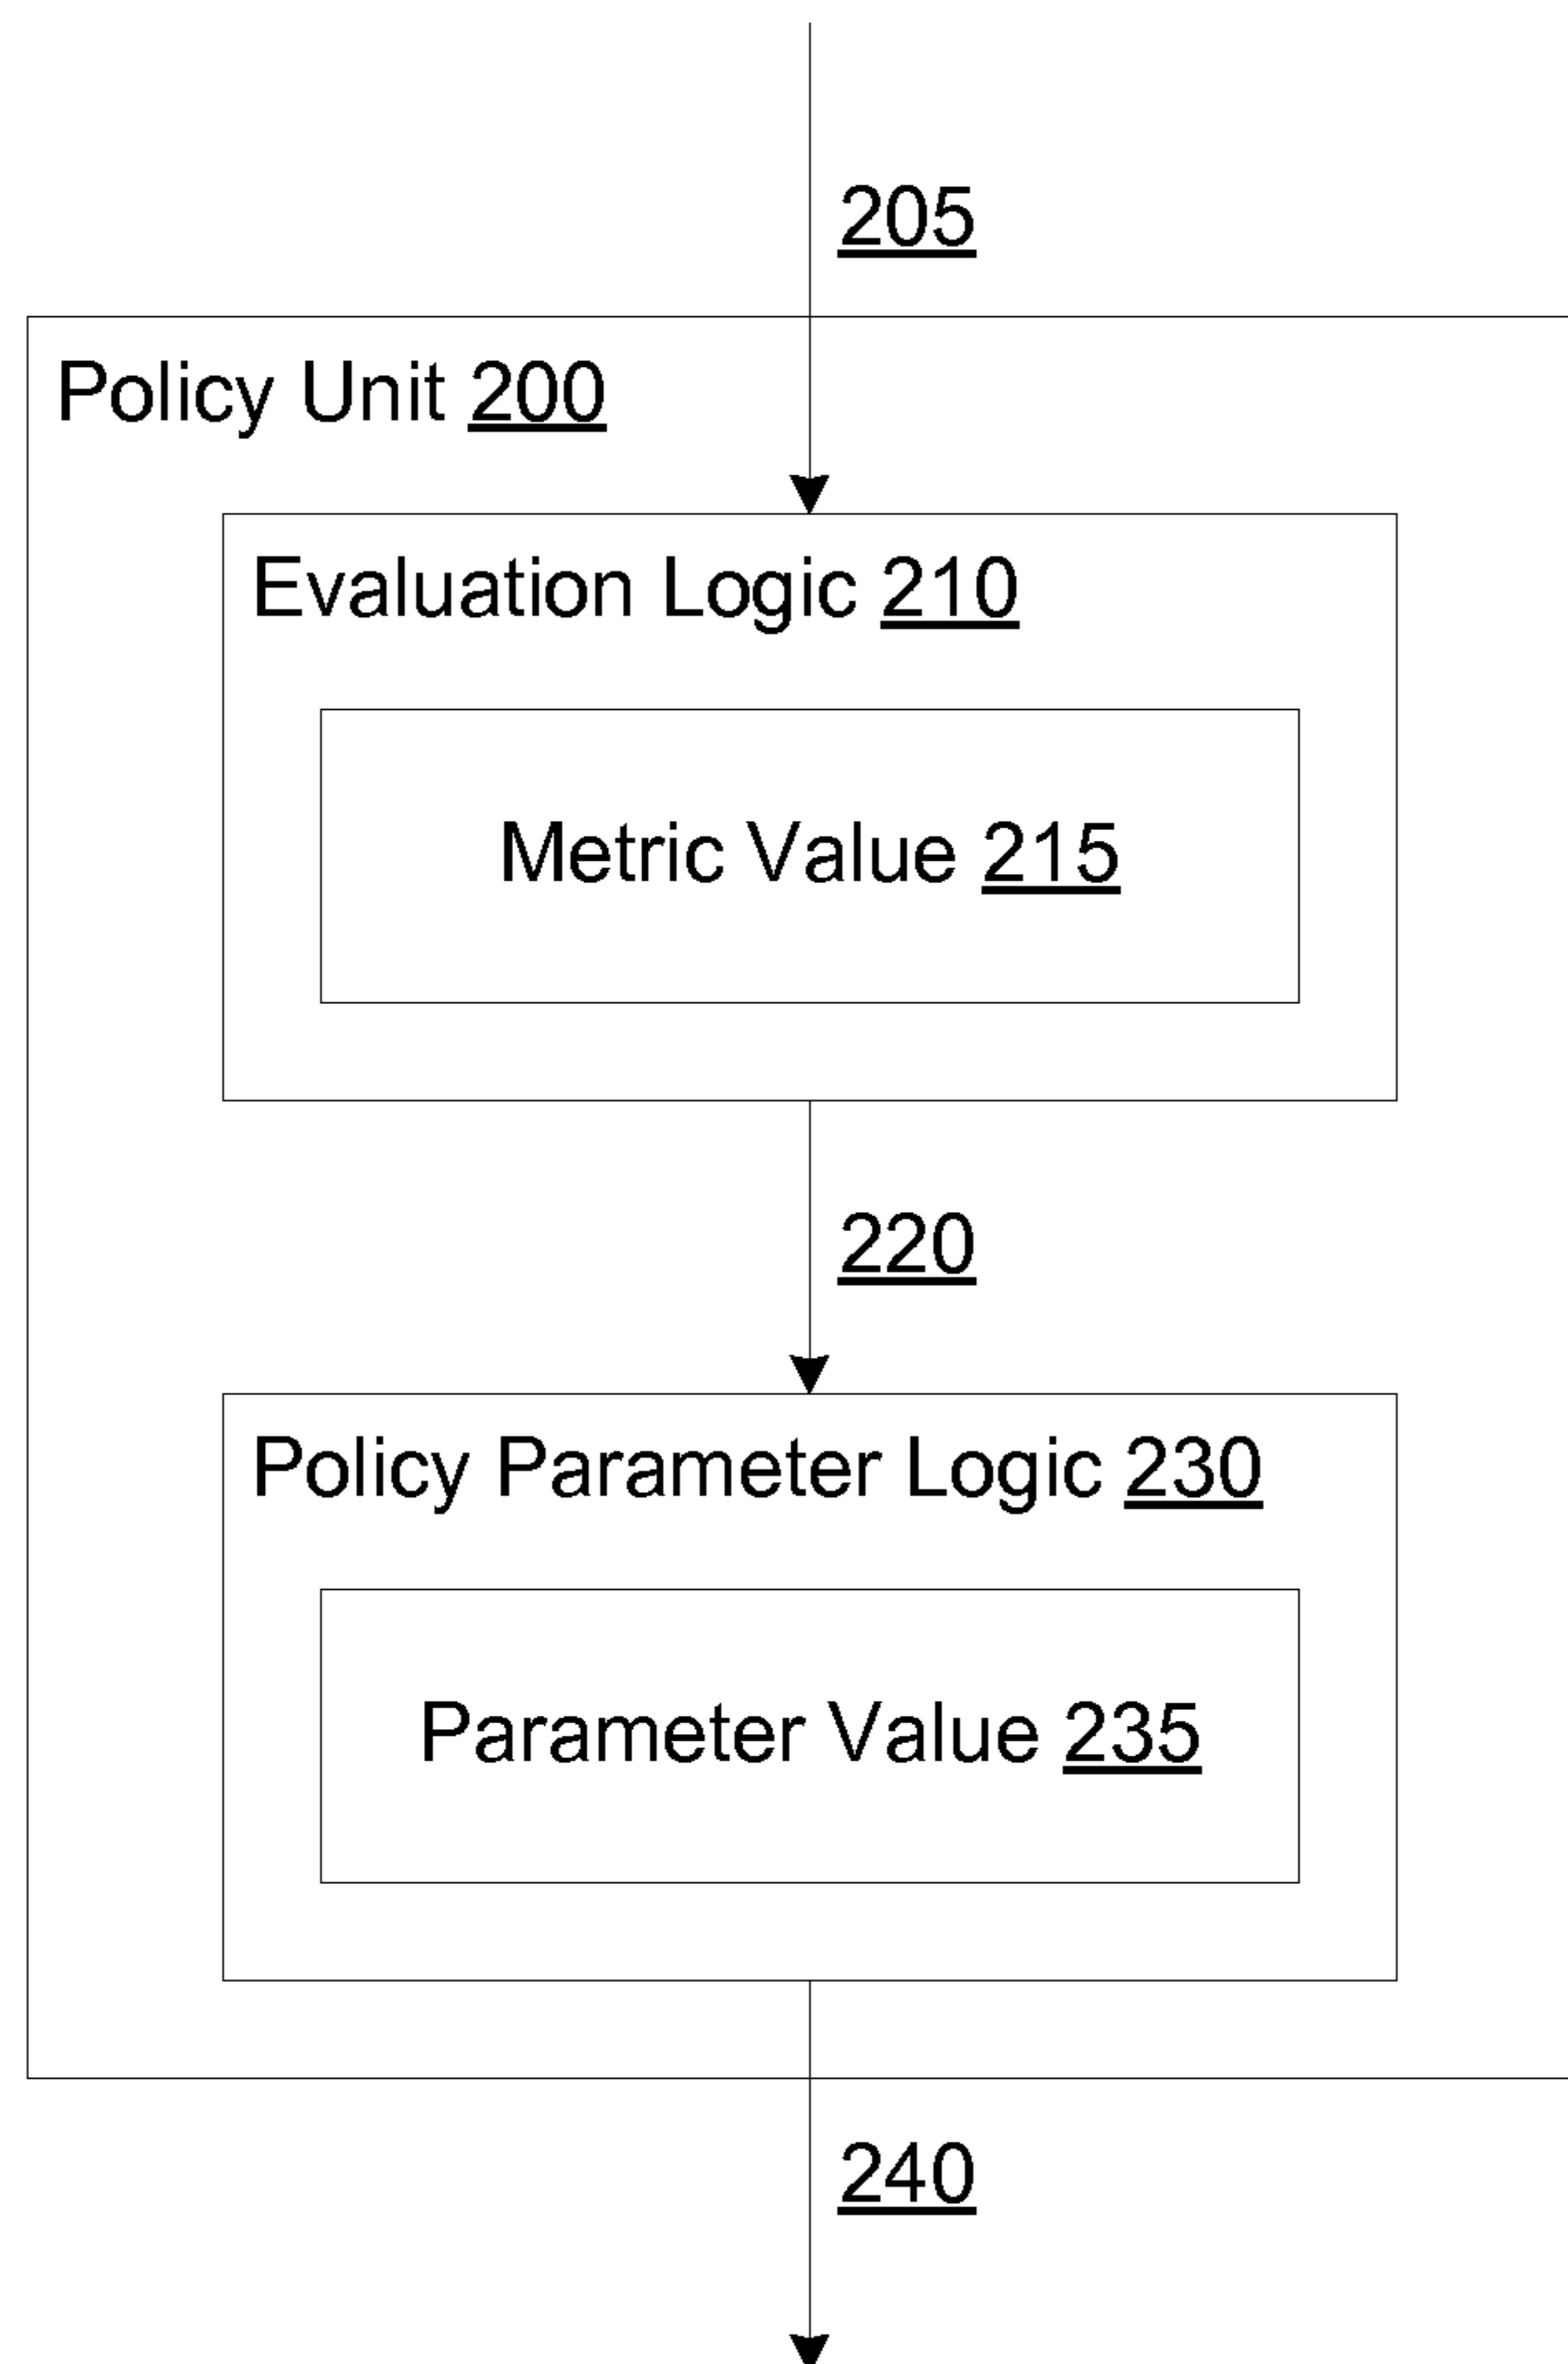 205
Policy Unit 200
Evaluation Logic 210
Metric Value 215
220
Policy Parameter Logic 230
Parameter Value 235
240